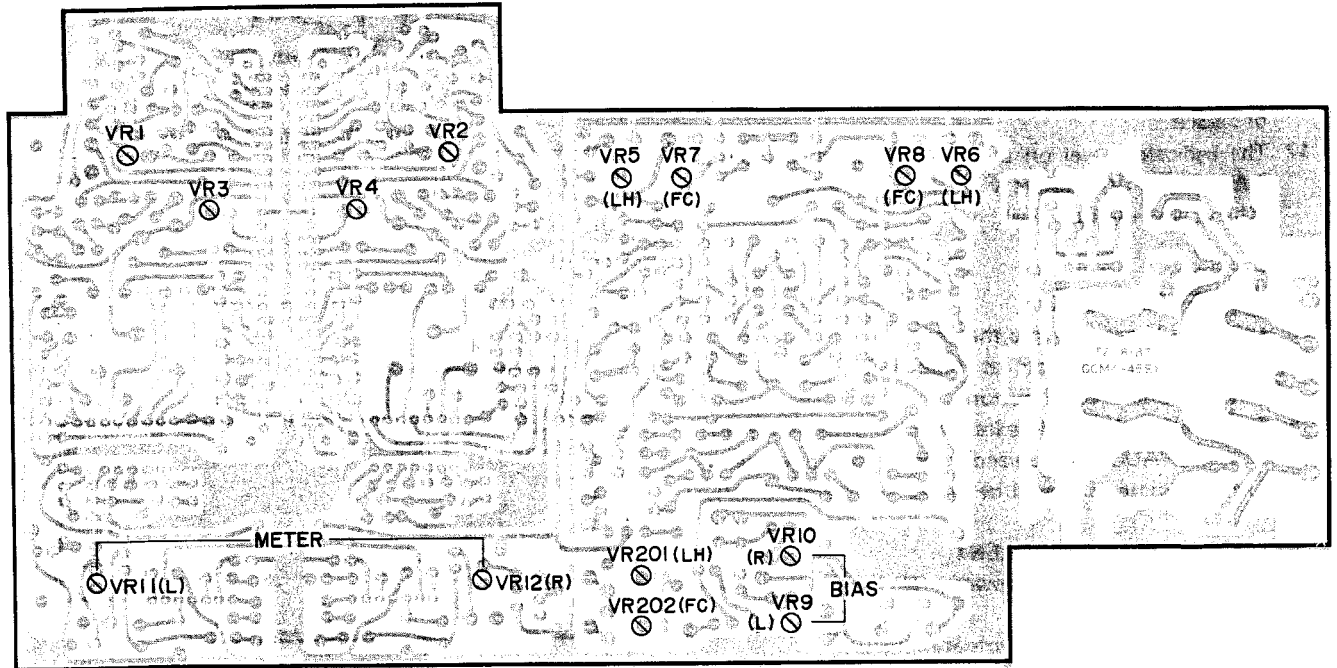 VR1
VR2
VR3
VR4
VR5
(LH)
VR7
(FC)
VR8
(FC)
VR6
(LH)
METER
VR11(L)
VR12(R)
VR201(LH)
VR202(FC)
VR10
(R)
VR9
(L)
BIAS